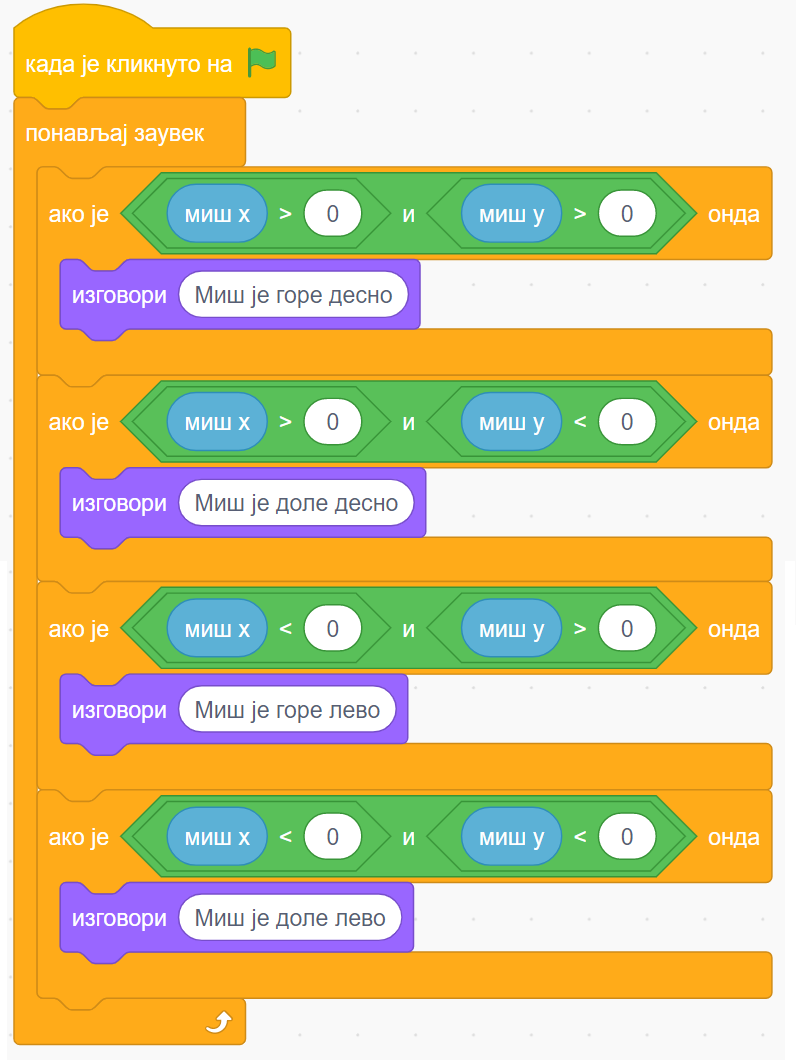 када је кликнуто на
понављај заувек
ако је миш x > 0 и миш y > 0 онда
изговори Миш је горе десно
ако је миш x > 0 и миш y < 0 онда
изговори Миш је доле десно
ако је миш x < 0 и миш y > 0 онда
изговори Миш је горе лево
ако је миш x < 0 и миш y < 0 онда
изговори Миш је доле лево